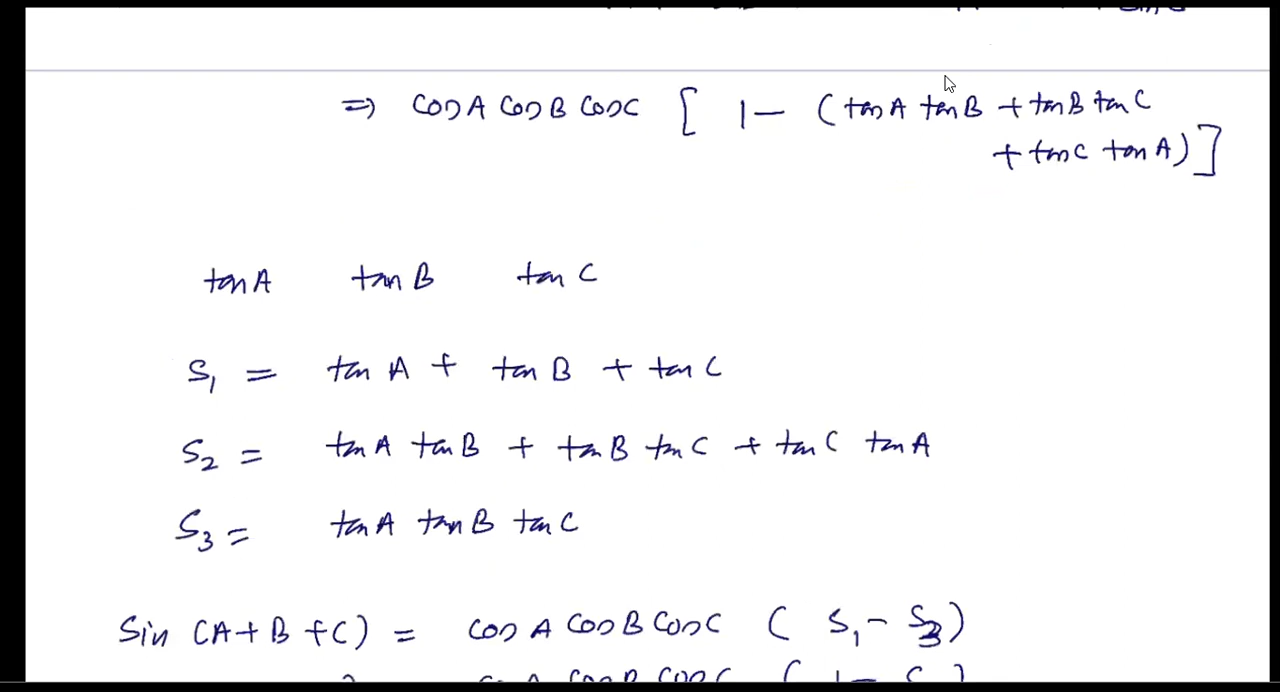 => cos A cos B cos C [ 1 - ( tan A tan B + tan B tan C
+ tan C tan A ) ]
tan A tan B tan C
S1 = tan A + tan B + tan C
S2 = tan A tan B + tan B tan C + tan C tan A
S3 = tan A tan B tan C
Sin (A + B + C) = cos A cos B cos C ( S1 - S3 )